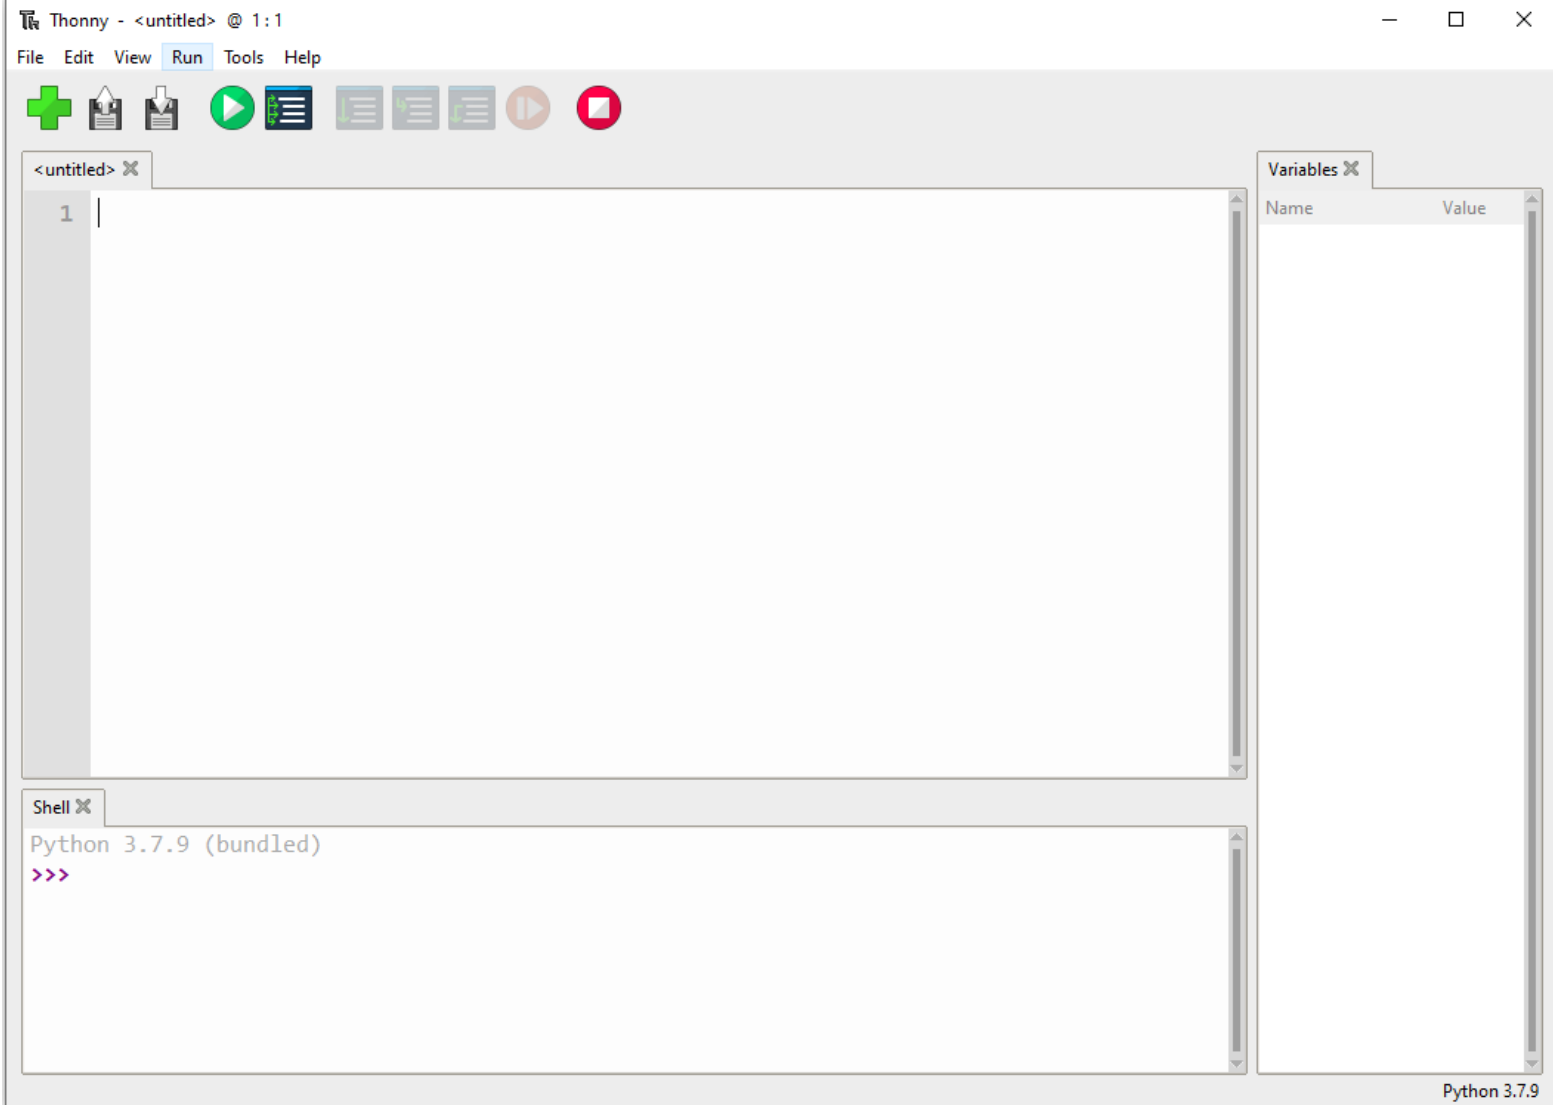 Thonny - <untitled> @ 1:1
File Edit View Run Tools Help
<untitled>
1
Variables
Name Value
Shell
Python 3.7.9 (bundled)
>>>
Python 3.7.9